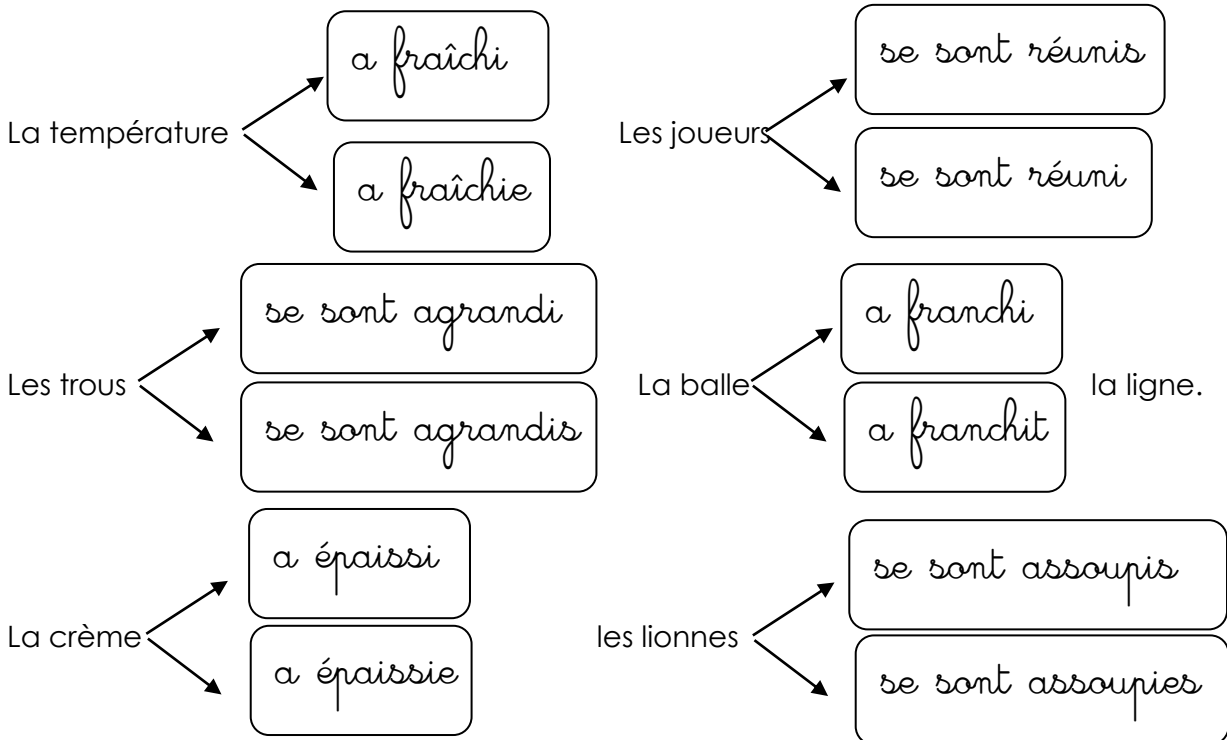 a fraîchi
se sont réunis
La température
Les joueurs
a fraîchie
se sont réuni
se sont agrandi
a franchi
Les trous
La balle
la ligne.
se sont agrandis
a franchit
a épaissi
se sont assoupis
La crème
les lionnes
a épaissie
se sont assoupies